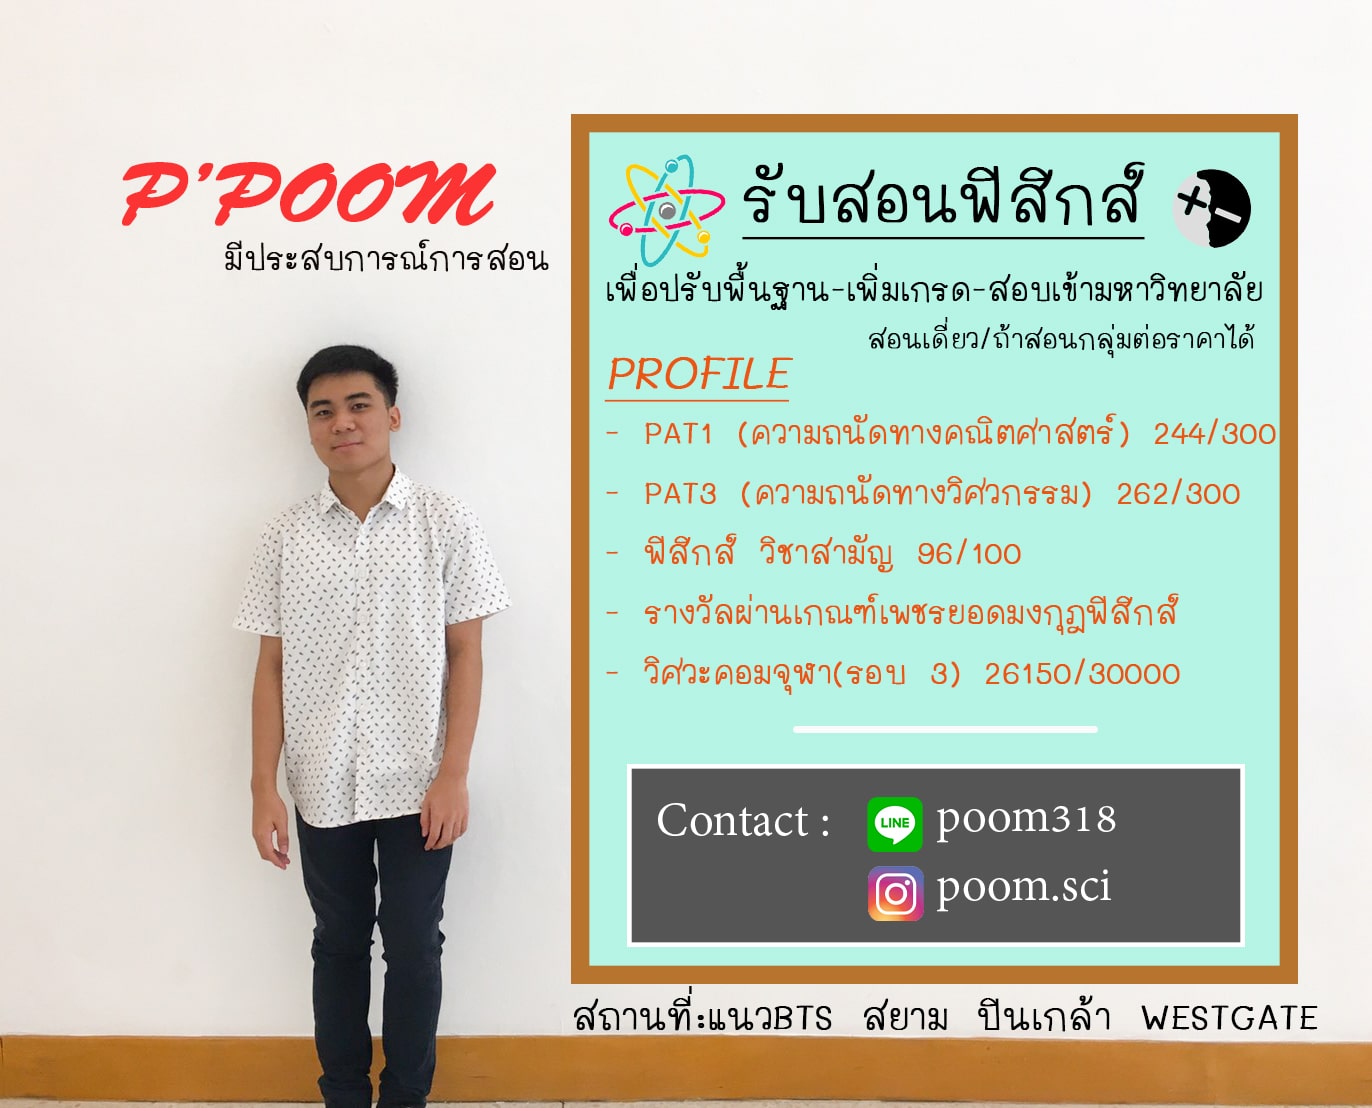 P'POOM
มีประสบการณ์การสอน
รับสอนฟิสิกส์
เพื่อปรับพื้นฐาน-เพิ่มเกรด-สอบเข้ามหาวิทยาลัย
สอนเดี่ยว/ถ้าสอนกลุ่มต่อราคาได้
PROFILE
- PAT1 (ความถนัดทางคณิตศาสตร์) 244/300
- PAT3 (ความถนัดทางวิศวกรรม) 262/300
- ฟิสิกส์ วิชาสามัญ 96/100
- รางวัลผ่านเกณฑ์เพชรยอดมงกุฎฟิสิกส์
- วิศวะคอมจุฬา(รอบ 3) 26150/30000
Contact : LINE poom318
poom.sci
สถานที่:แนวBTS สยาม ปิ่นเกล้า WESTGATE